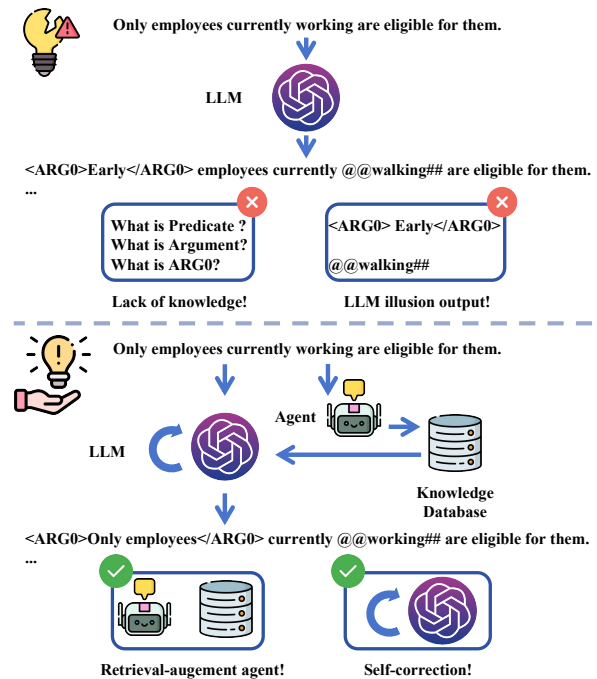 Only employees currently working are eligible for them.
LLM
<ARG0>Early</ARG0> employees currently @@walking## are eligible for them.
...
What is Predicate ?
What is Argument?
What is ARG0?
<ARG0> Early</ARG0>
@@walking##
Lack of knowledge!
LLM illusion output!
Only employees currently working are eligible for them.
Agent
LLM
Knowledge
Database
<ARG0>Only employees</ARG0> currently @@working## are eligible for them.
...
Retrieval-augement agent!
Self-correction!